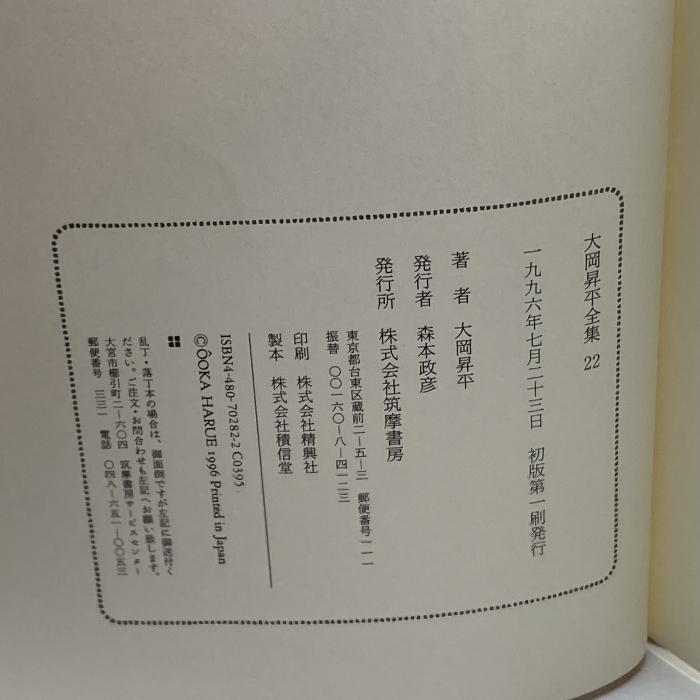 大岡昇平全集 22
一九九六年七月二十三日 初版第一刷発行
著者 大岡昇平
発行者 森本政彦
発行所 株式会社筑摩書房
東京都台東区蔵前二-五-三 郵便番号一一一
振替 〇〇一六〇-八-四一二三
印刷 株式会社精興社
製本 株式会社積信堂
ISBN4-480-70282-2 C0395
©ÔOKA HARUE 1996 Printed in Japan
乱丁・落丁本の場合は、御面倒ですが左記に御送付く
ださい。ご注文・お問合わせも左記へお願い致します。
大宮市櫛引町二-六〇四 筑摩書房サービスセンター
郵便番号 三三一 電話 〇四八-六五一-〇〇五三